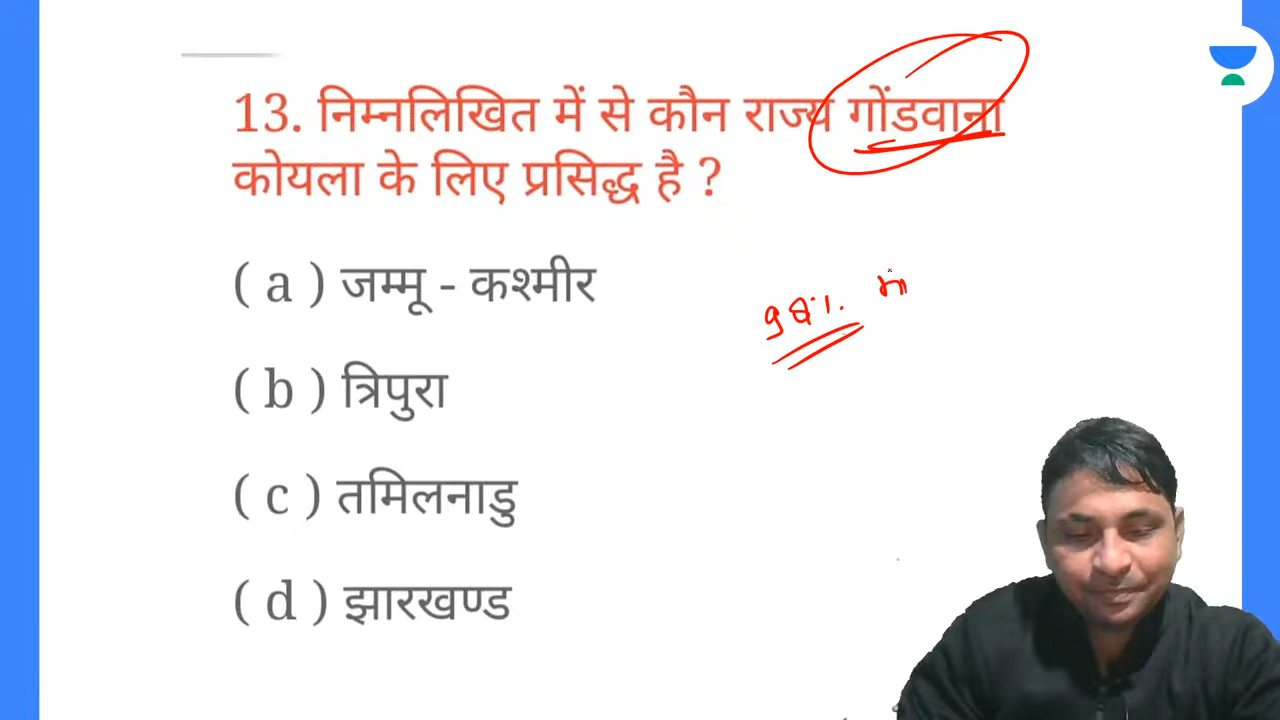 13. निम्नलिखित में से कौन राज्य गोंडवाना
कोयला के लिए प्रसिद्ध है ?
( a ) जम्मू - कश्मीर
( b ) त्रिपुरा
( c ) तमिलनाडु
( d ) झारखण्ड